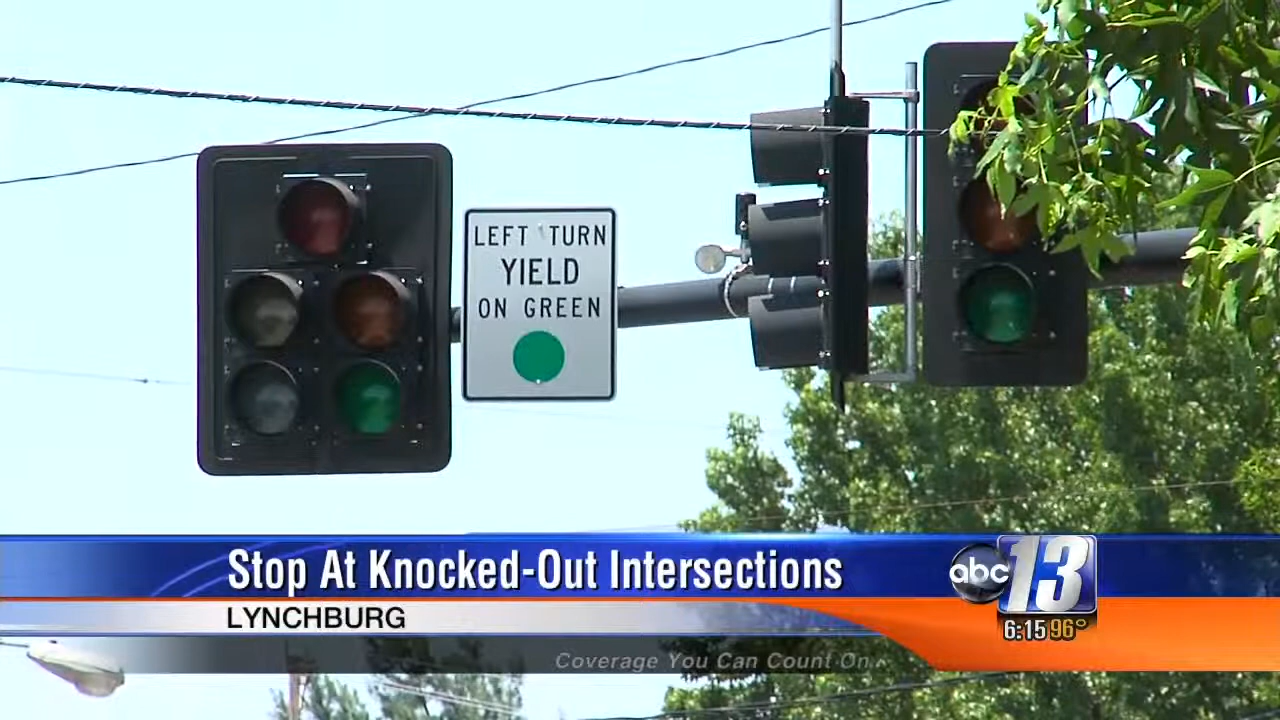 LEFT TURN
YIELD
ON GREEN
Stop At Knocked-Out Intersections
LYNCHBURG
abc 13
6:15 96°
Coverage You Can Count On